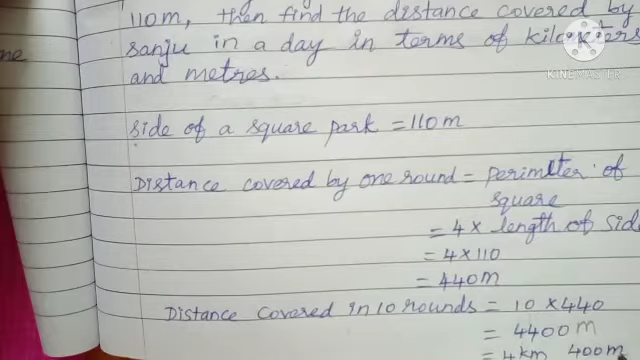 110m, then find the distance covered by
sanju in a day in terms of kilometers
and metres.
side of a square park = 110m
Distance covered by one round = perimeter of
square
= 4 × length of side
= 4 × 110
= 440m
Distance covered in 10 rounds = 10 × 440
= 4400m
= 4km 400m
KINEMASTER